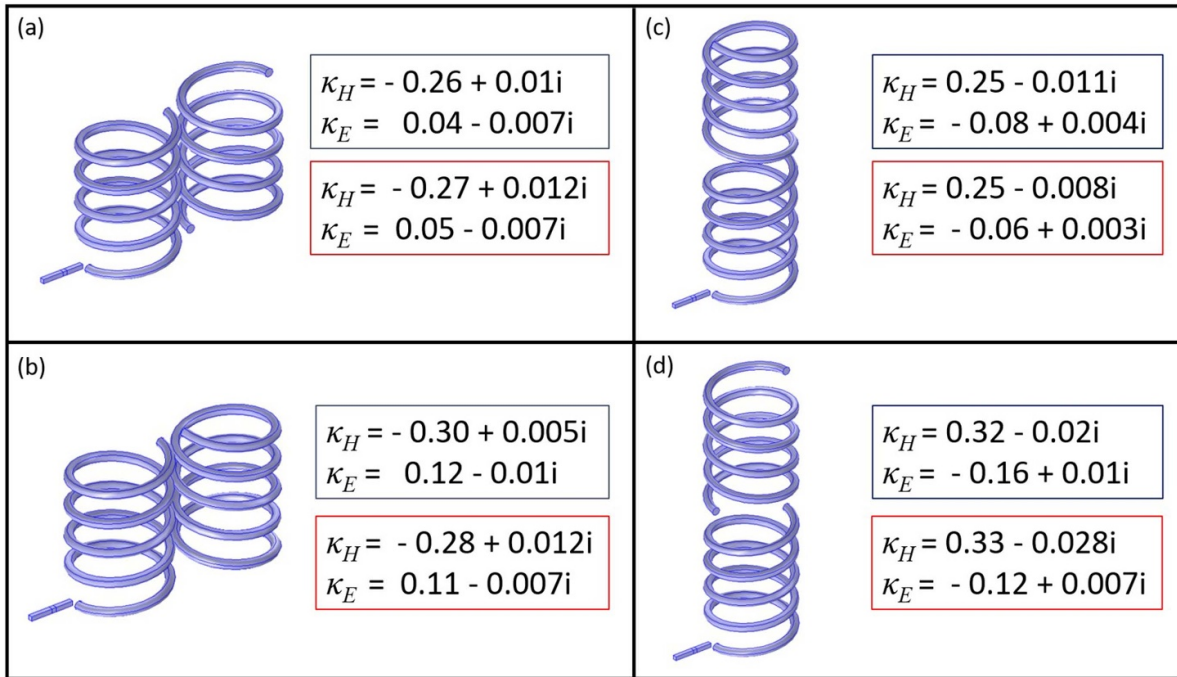 (a)
κH = - 0.26 + 0.01i
κE = 0.04 - 0.007i
κH = - 0.27 + 0.012i
κE = 0.05 - 0.007i
(b)
κH = - 0.30 + 0.005i
κE = 0.12 - 0.01i
κH = - 0.28 + 0.012i
κE = 0.11 - 0.007i
(c)
κH = 0.25 - 0.011i
κE = - 0.08 + 0.004i
κH = 0.25 - 0.008i
κE = - 0.06 + 0.003i
(d)
κH = 0.32 - 0.02i
κE = - 0.16 + 0.01i
κH = 0.33 - 0.028i
κE = - 0.12 + 0.007i